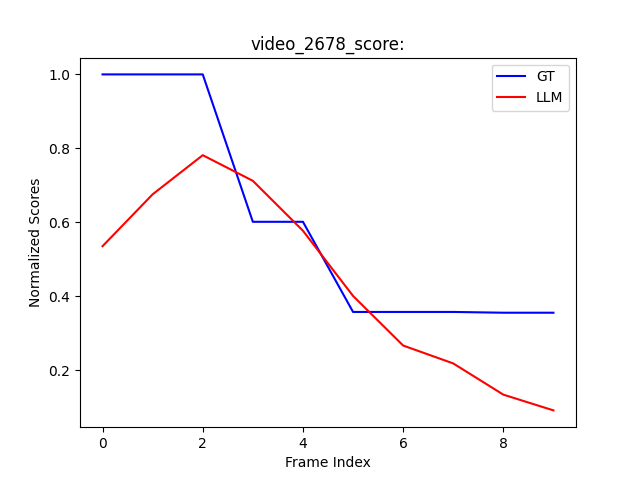 video_2678_score:
GT
LLM
Normalized Scores
1.0
0.8
0.6
0.4
0.2
0 2 4 6 8
Frame Index